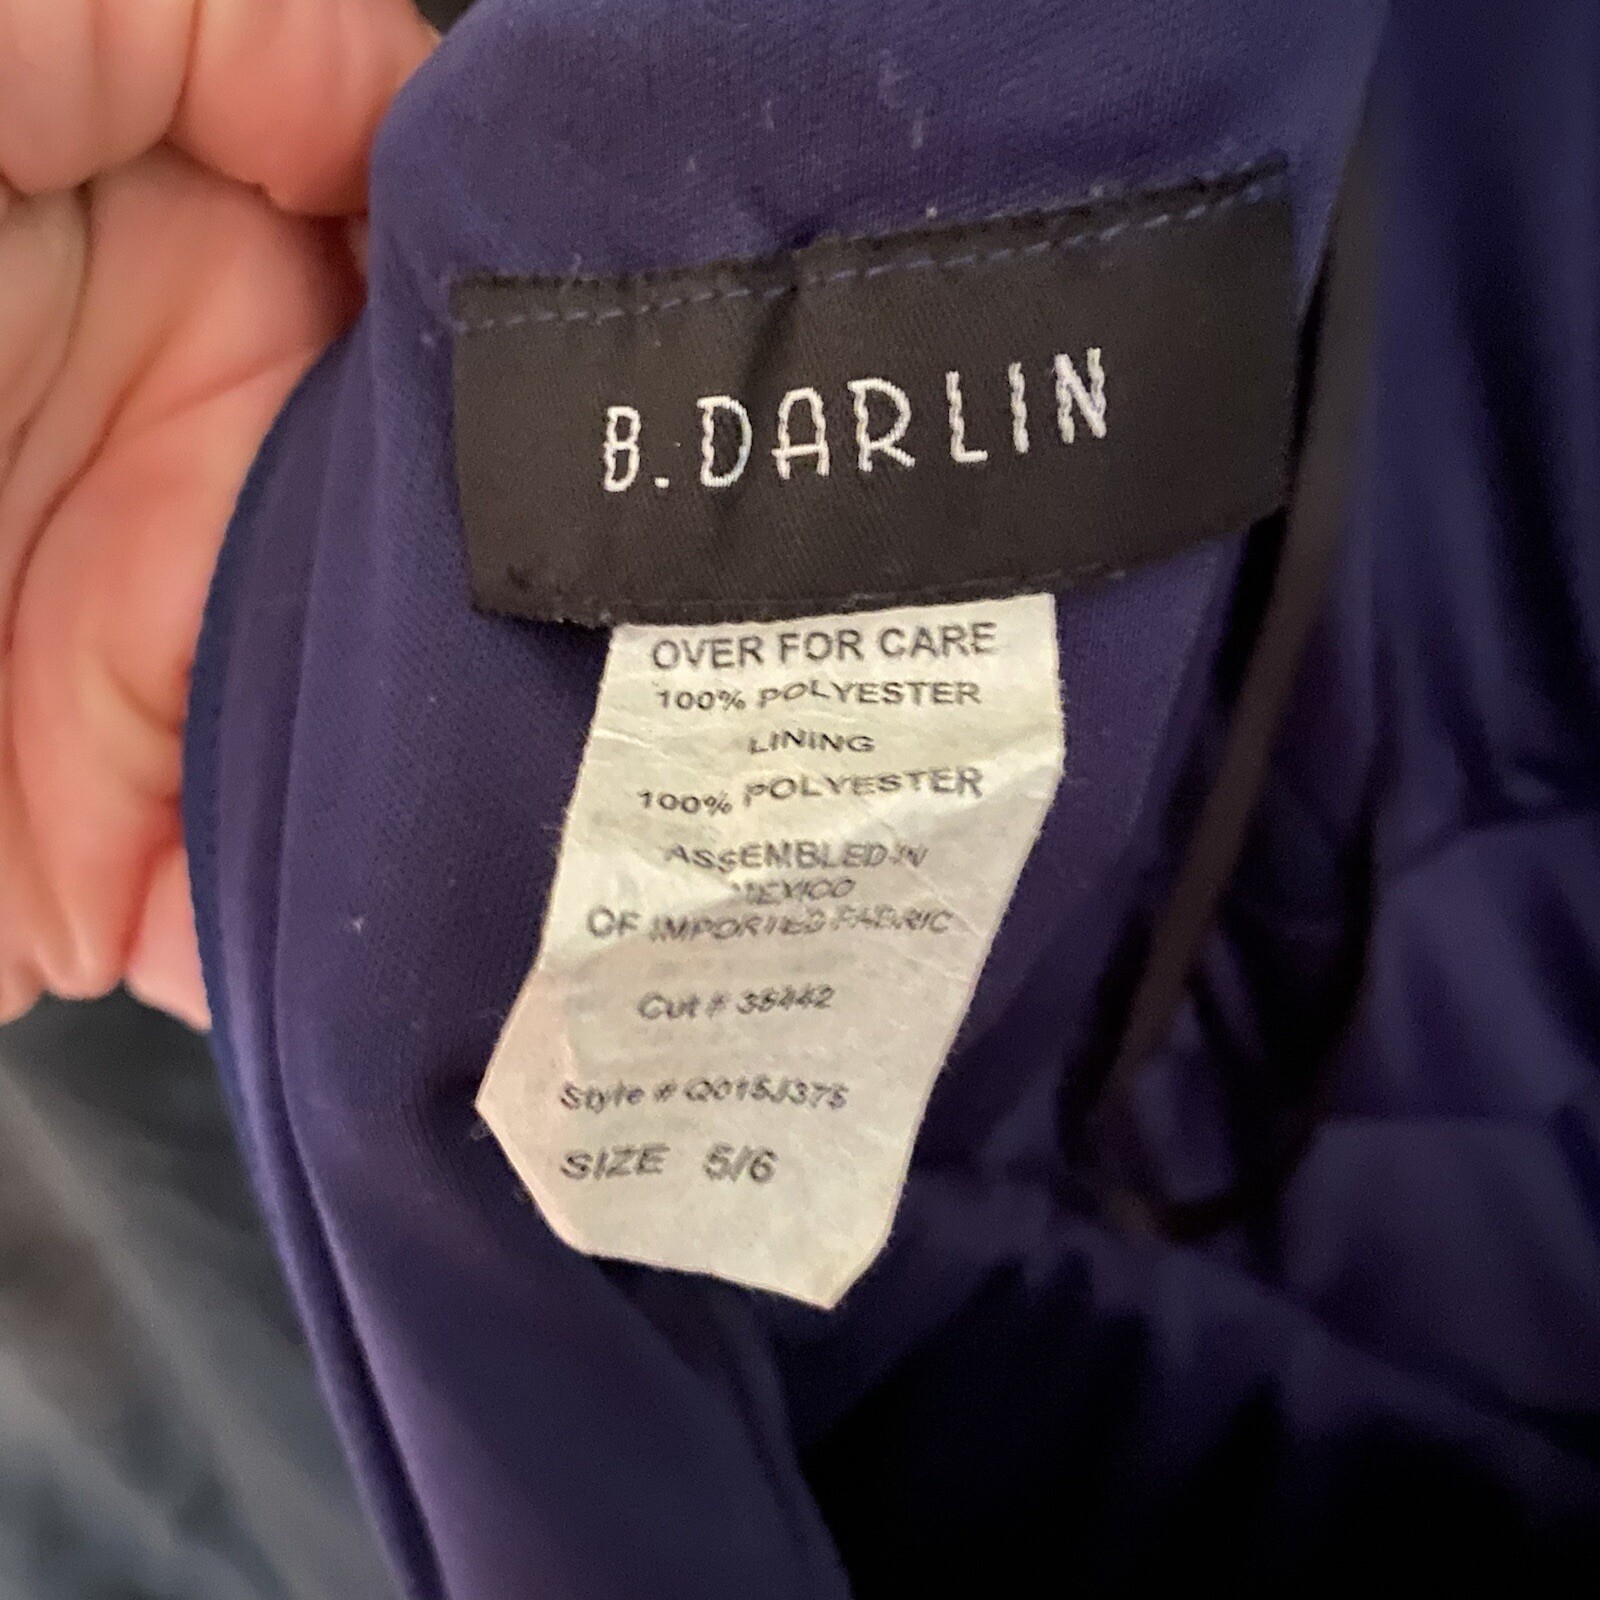 B. DARLIN
OVER FOR CARE
100% POLYESTER
LINING
100% POLYESTER
ASSEMBLED IN
MEXICO
OF IMPORTED FABRIC
Cut # 35442
Style # Q015J375
SIZE 5/6